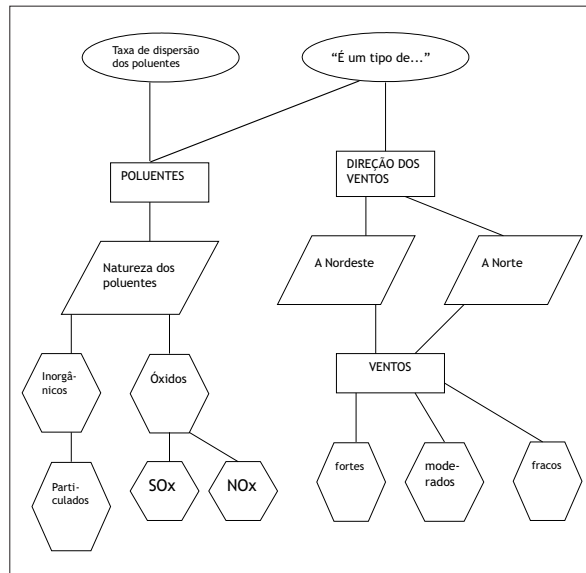 Taxa de dispersão
dos poluentes
“É um tipo de...”
POLUENTES
DIREÇÃO DOS
VENTOS
Natureza dos
poluentes
A Nordeste
A Norte
Inorgâ-
nicos
Óxidos
VENTOS
Parti-
culados
SOx
NOx
fortes
mode-
rados
fracos